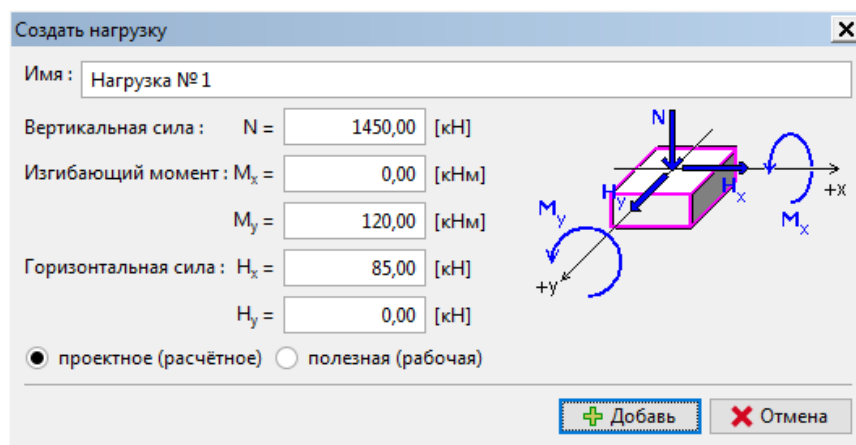 Создать нагрузку
Имя : Нагрузка № 1
Вертикальная сила : N = 1450,00 [кН]
Изгибающий момент : Mx = 0,00 [кНм]
My = 120,00 [кНм]
Горизонтальная сила : Hx = 85,00 [кН]
Hy = 0,00 [кН]
проектное (расчётное) полезная (рабочая)
Добавь Отмена
N
Hy Hx +x
My Mx
+y